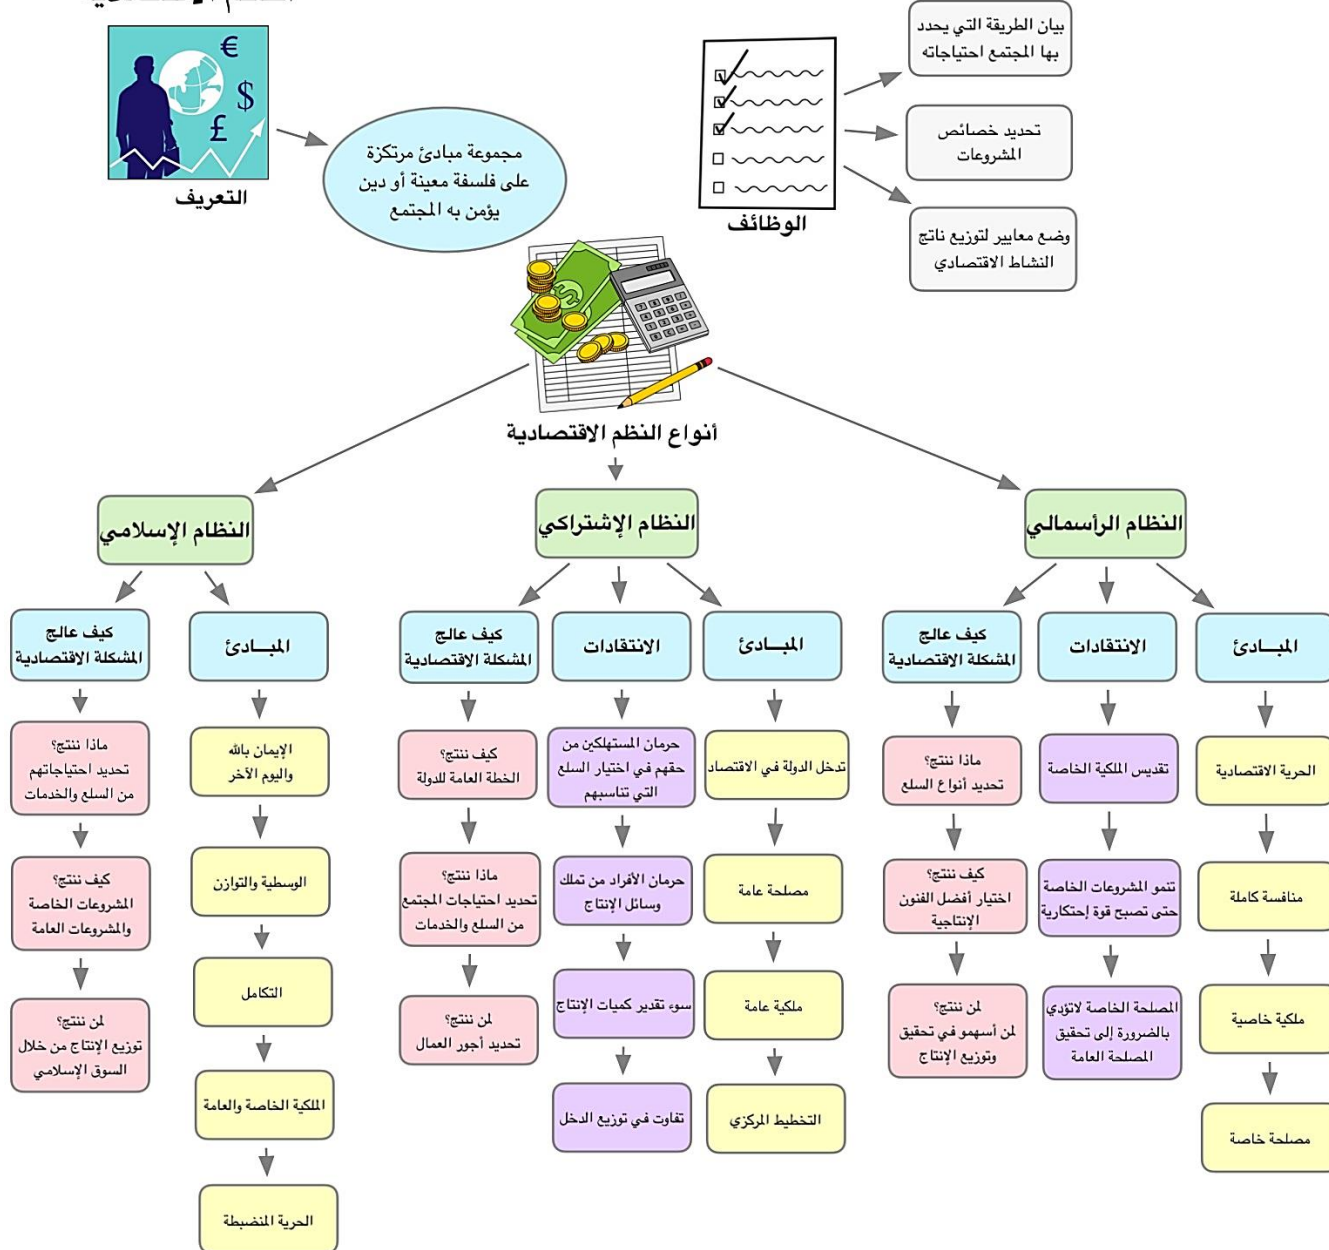 €
$
£
التعريف
مجموعة مبادئ مرتكزة
على فلسفة معينة أو دين
يؤمن به المجتمع
الوظائف
بيان الطريقة التي يحدد
بها المجتمع احتياجاته
تحديد خصائص
المشروعات
وضع معايير لتوزيع ناتج
النشاط الاقتصادي
أنواع النظم الاقتصادية
النظام الرأسمالي
المبــادئ
الحرية الاقتصادية
منافسة كاملة
ملكية خاصية
مصلحة خاصة
الانتقادات
تقديس الملكية الخاصة
تنمو المشروعات الخاصة
حتى تصبح قوة إحتكارية
المصلحة الخاصة لاتؤدي
بالضرورة إلى تحقيق
المصلحة العامة
كيف عالج
المشكلة الاقتصادية
ماذا ننتج؟
تحديد أنواع السلع
كيف ننتج؟
اختيار أفضل الفنون
الإنتاجية
لمن ننتج؟
لمن أسهمو في تحقيق
وتوزيع الإنتاج
النظام الإشتراكي
المبــادئ
تدخل الدولة في الاقتصاد
مصلحة عامة
ملكية عامة
التخطيط المركزي
الانتقادات
حرمان المستهلكين من
حقهم في اختيار السلع
التي تناسبهم
حرمان الأفراد من تملك
وسائل الإنتاج
سوء تقدير كميات الإنتاج
تفاوت في توزيع الدخل
كيف عالج
المشكلة الاقتصادية
كيف ننتج؟
الخطة العامة للدولة
ماذا ننتج؟
تحديد احتياجات المجتمع
من السلع والخدمات
لمن ننتج؟
تحديد أجور العمال
النظام الإسلامي
المبــادئ
الإيمان بالله
واليوم الآخر
الوسطية والتوازن
التكامل
الملكية الخاصة والعامة
الحرية المنضبطة
كيف عالج
المشكلة الاقتصادية
ماذا ننتج؟
تحديد احتياجاتهم
من السلع والخدمات
كيف ننتج؟
المشروعات الخاصة
والمشروعات العامة
لمن ننتج؟
توزيع الإنتاج من خلال
السوق الإسلامي